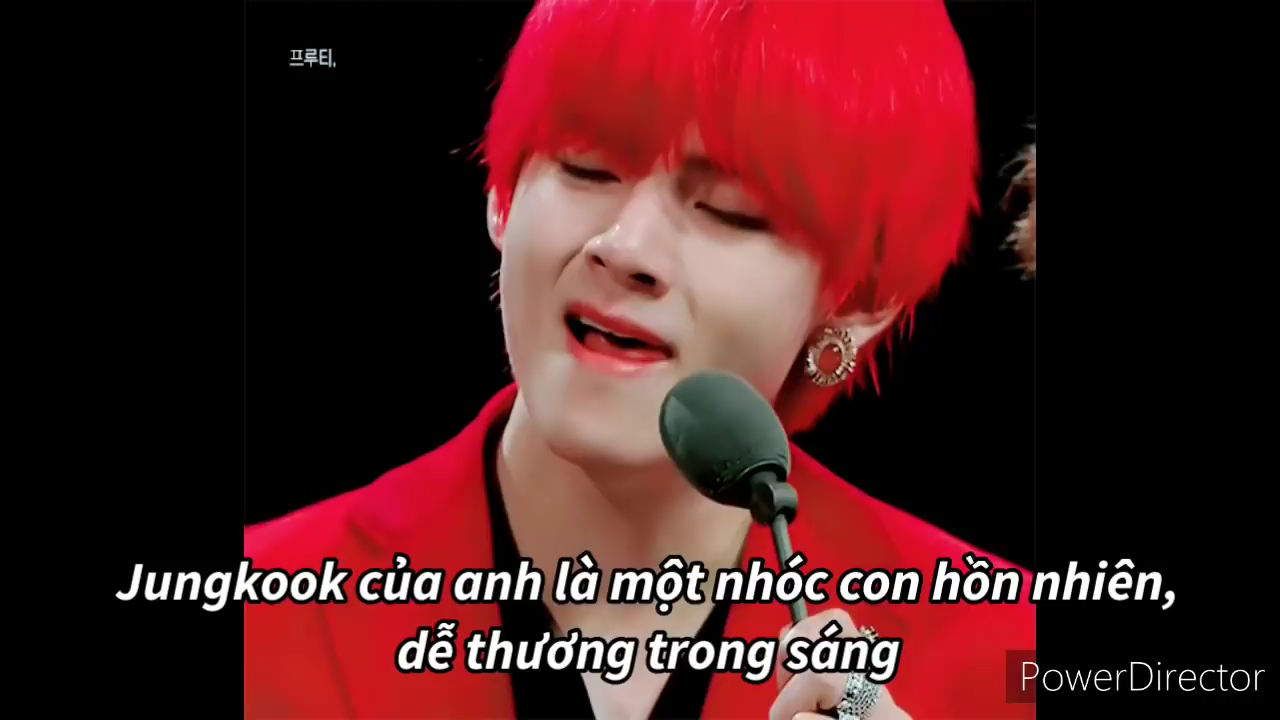 프루티,
Jungkook của anh là một nhóc con hồn nhiên,
dễ thương trong sáng
PowerDirector